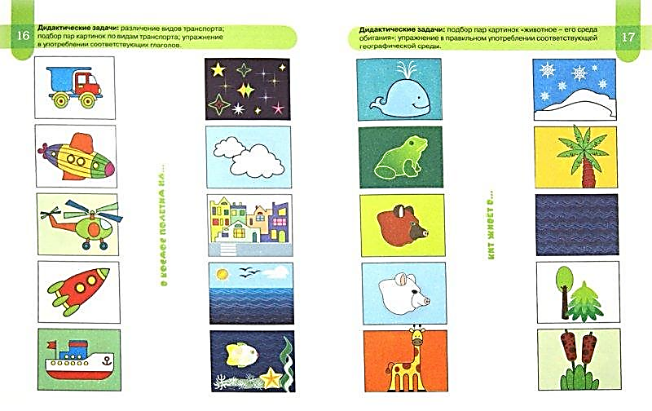 16
Дидактические задачи: различение видов транспорта;
подбор пар картинок по видам транспорта; упражнение
в употреблении соответствующих глаголов.
В КОСМОС ПОЛЕТИМ НА...
Дидактические задачи: подбор пар картинок «животное – его среда
обитания»; упражнение в правильном употреблении соответствующей
географической среды.
17
КИТ ЖИВЕТ В...